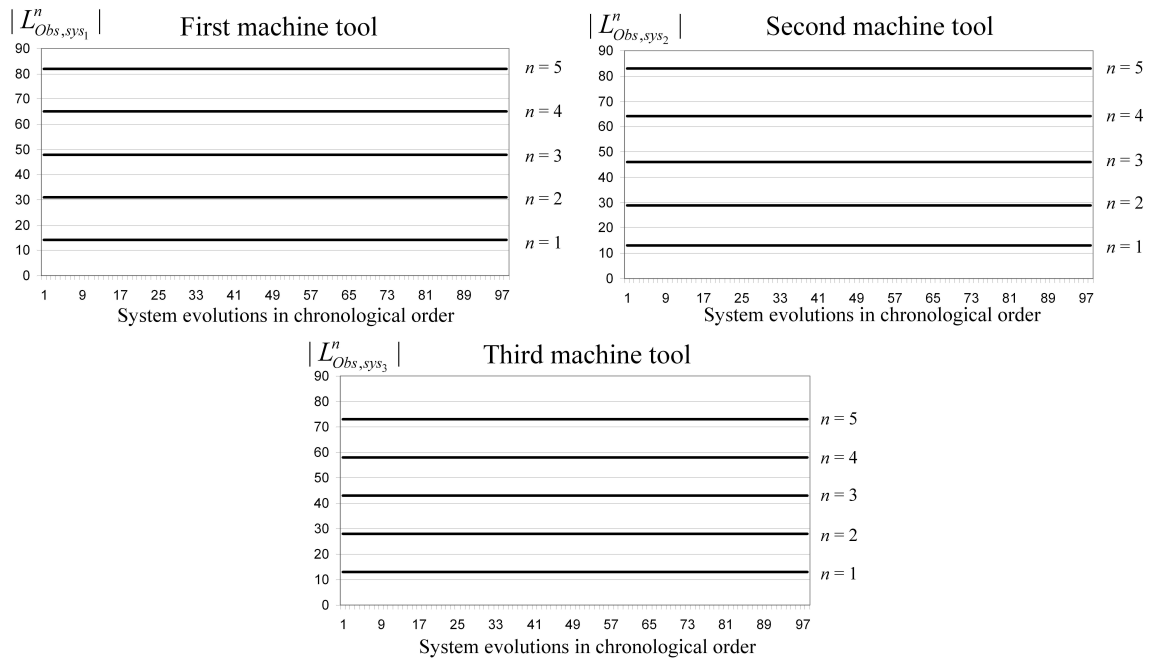 | L^n_{Obs,sys_1} |
First machine tool
90
80
70
60
50
40
30
20
10
0
n = 5
n = 4
n = 3
n = 2
n = 1
1 9 17 25 33 41 49 57 65 73 81 89 97
System evolutions in chronological order
| L^n_{Obs,sys_2} |
Second machine tool
90
80
70
60
50
40
30
20
10
0
n = 5
n = 4
n = 3
n = 2
n = 1
1 9 17 25 33 41 49 57 65 73 81 89 97
System evolutions in chronological order
| L^n_{Obs,sys_3} |
Third machine tool
90
80
70
60
50
40
30
20
10
0
n = 5
n = 4
n = 3
n = 2
n = 1
1 9 17 25 33 41 49 57 65 73 81 89 97
System evolutions in chronological order